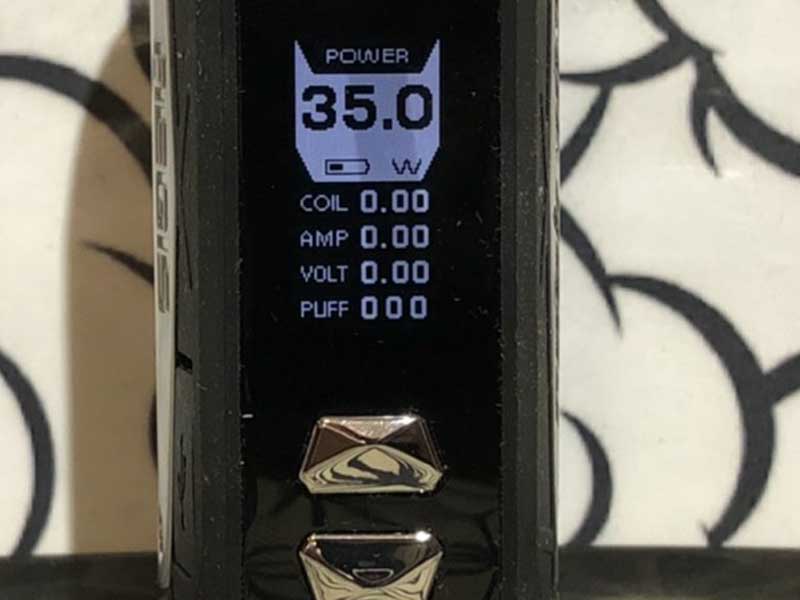 POWER
35.0
W
COIL 0.00
AMP 0.00
VOLT 0.00
PUFF 000